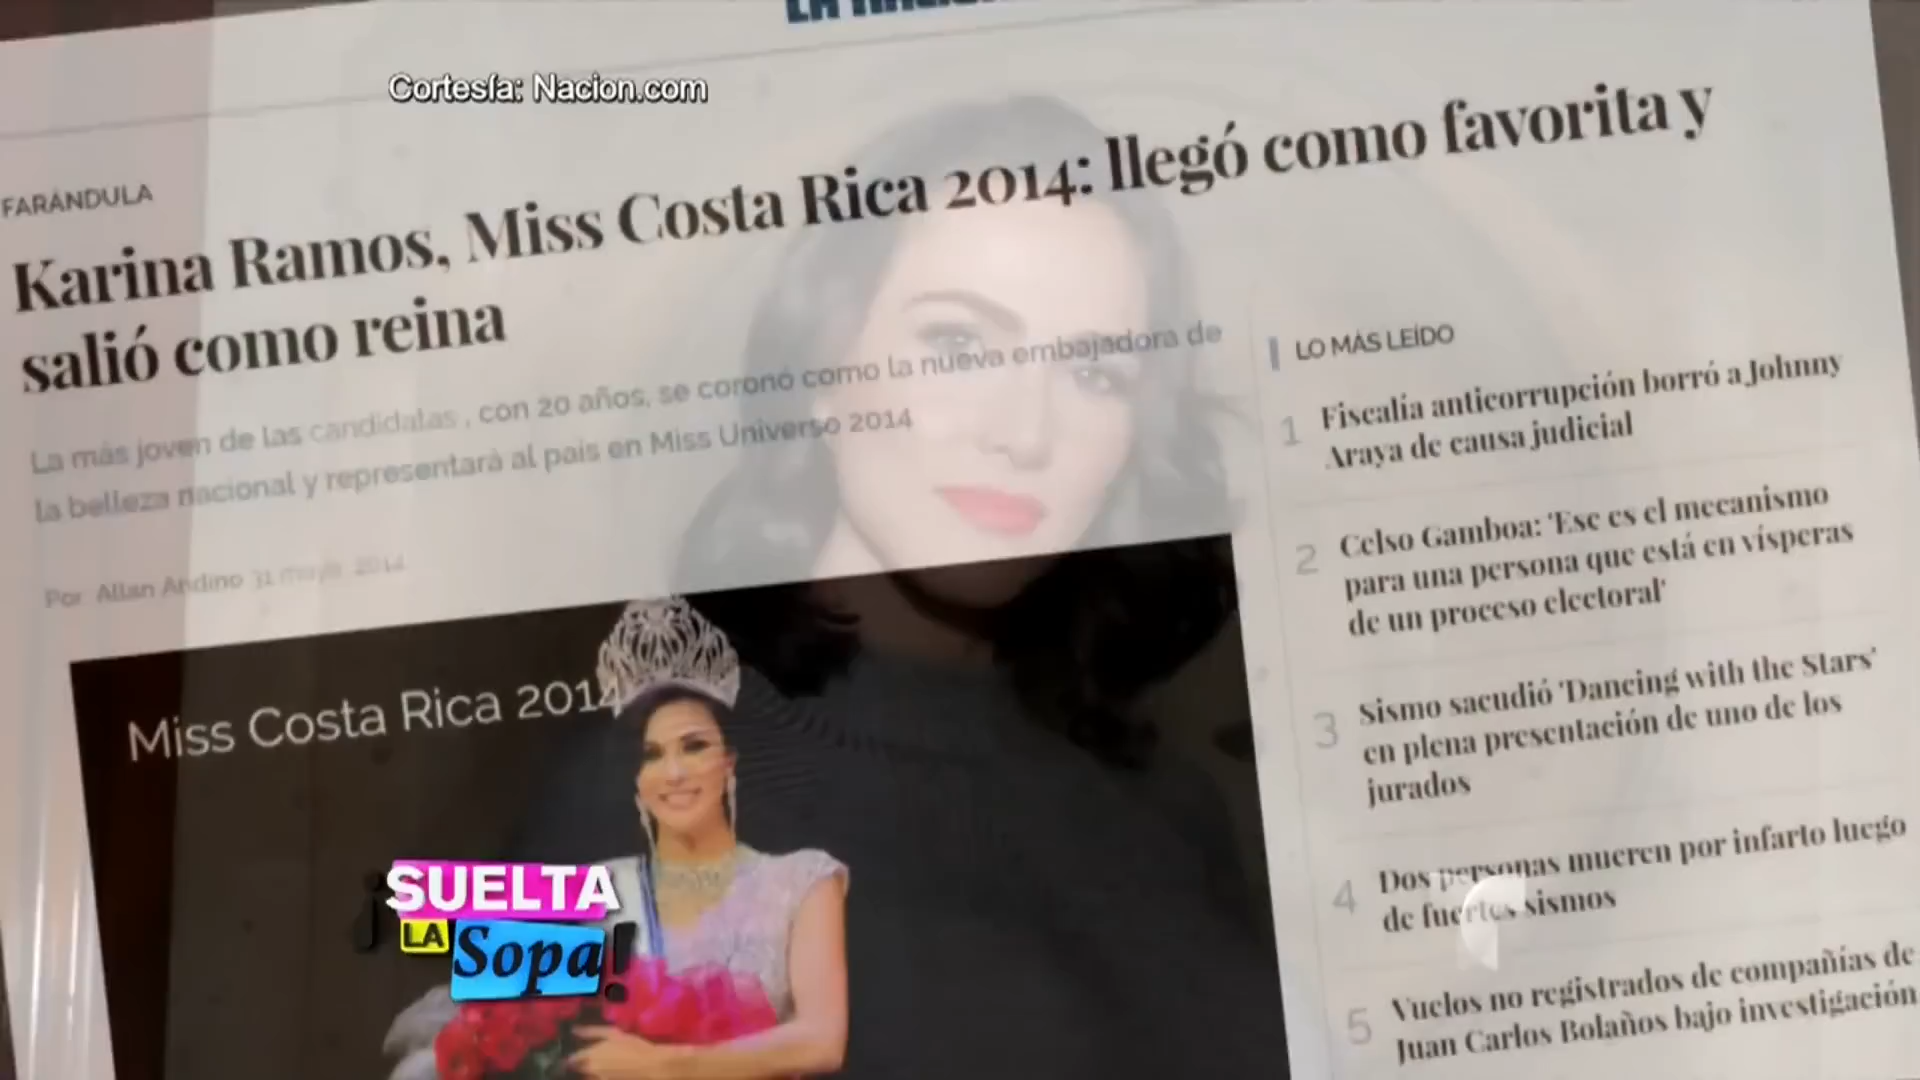 Cortesía: Nacion.com
FARÁNDULA
Karina Ramos, Miss Costa Rica 2014: llegó como favorita y
salió como reina
La más joven de las candidatas , con 20 años, se coronó como la nueva embajadora de
la belleza nacional y representará al país en Miss Universo 2014
Por Allan Andino 31 mayo, 2014
Miss Costa Rica 2014
LO MÁS LEÍDO
1 Fiscalía anticorrupción borró a Johnny
Araya de causa judicial
2 Celso Gamboa: 'Ese es el mecanismo
para una persona que está en vísperas
de un proceso electoral'
3 Sismo sacudió 'Dancing with the Stars'
en plena presentación de uno de los
jurados
4 Dos personas mueren por infarto luego
de fuertes sismos
5 Vuelos no registrados de compañías de
Juan Carlos Bolaños bajo investigación
¡SUELTA
LA
Sopa!